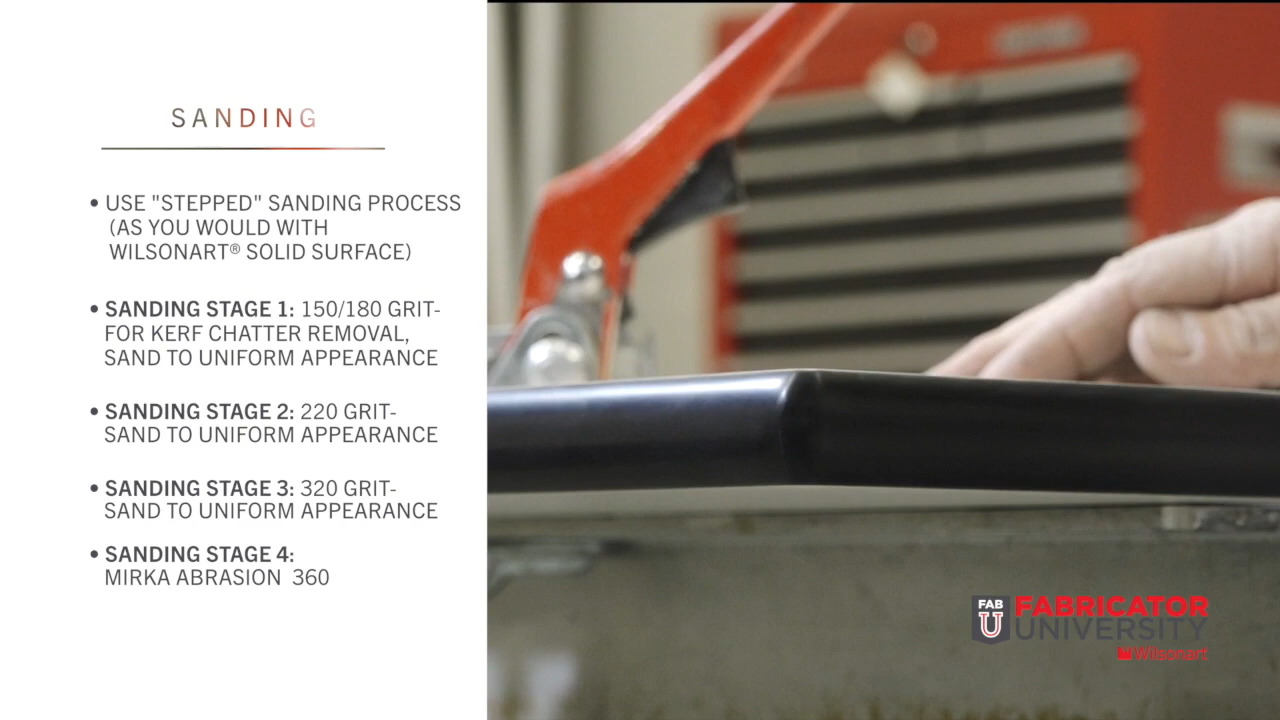 SANDING
• USE "STEPPED" SANDING PROCESS
(AS YOU WOULD WITH
WILSONART® SOLID SURFACE)
• SANDING STAGE 1: 150/180 GRIT-
FOR KERF CHATTER REMOVAL,
SAND TO UNIFORM APPEARANCE
• SANDING STAGE 2: 220 GRIT-
SAND TO UNIFORM APPEARANCE
• SANDING STAGE 3: 320 GRIT-
SAND TO UNIFORM APPEARANCE
• SANDING STAGE 4:
MIRKA ABRASION 360
FAB
U
FABRICATOR
UNIVERSITY
Wilsonart